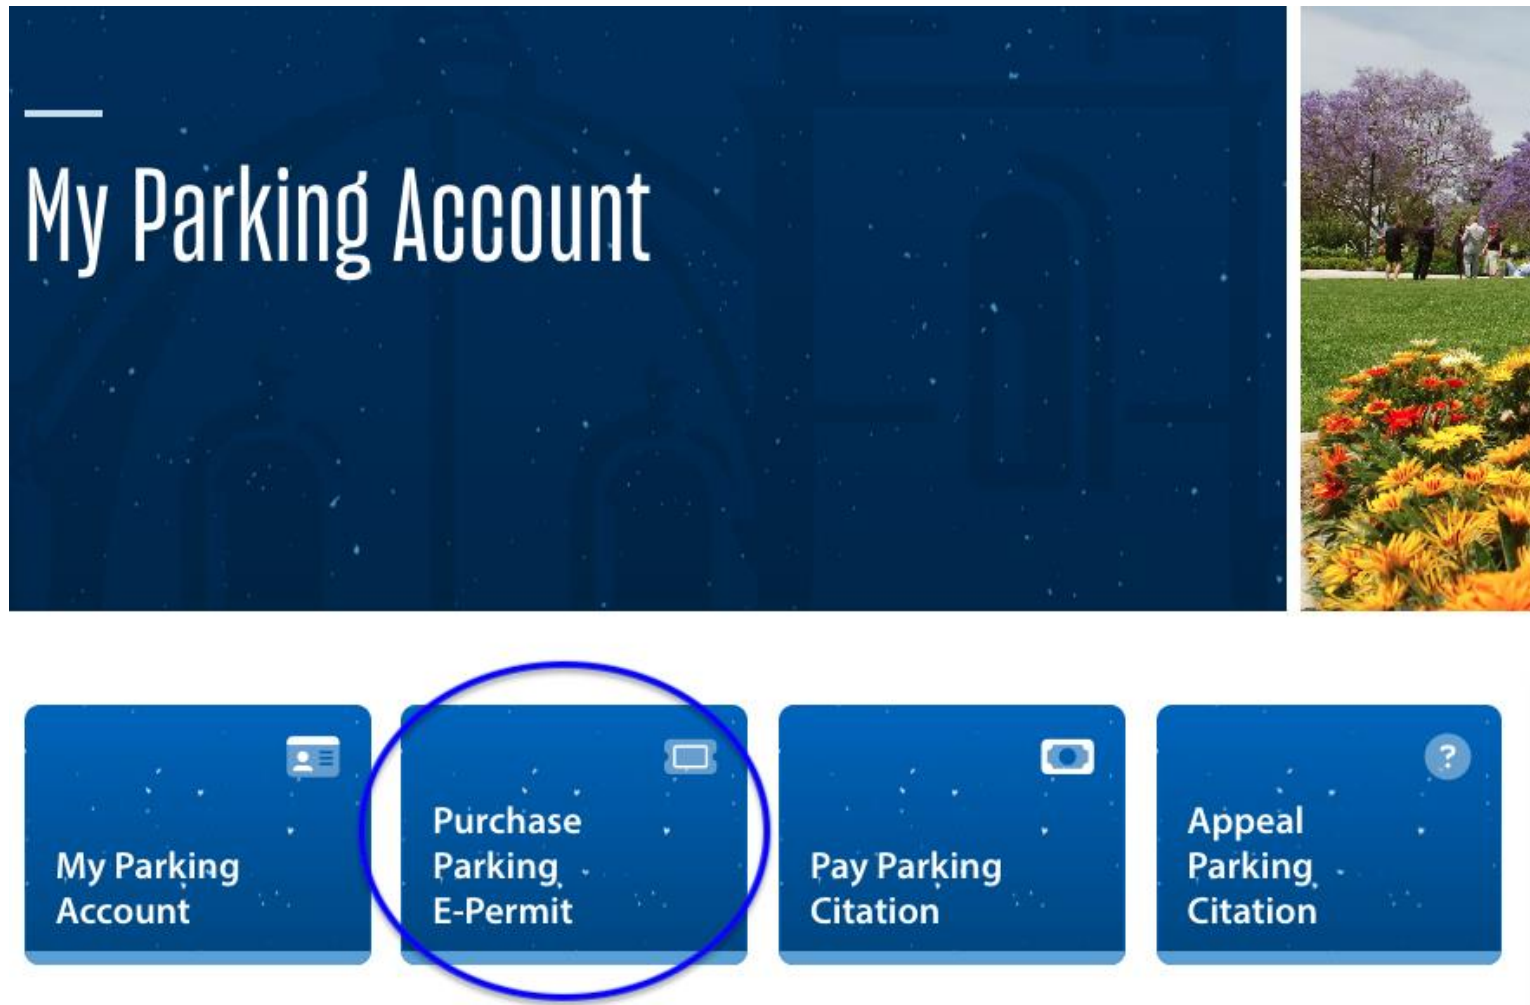 My Parking Account
My Parking
Account
Purchase
Parking
E-Permit
Pay Parking
Citation
?
Appeal
Parking
Citation